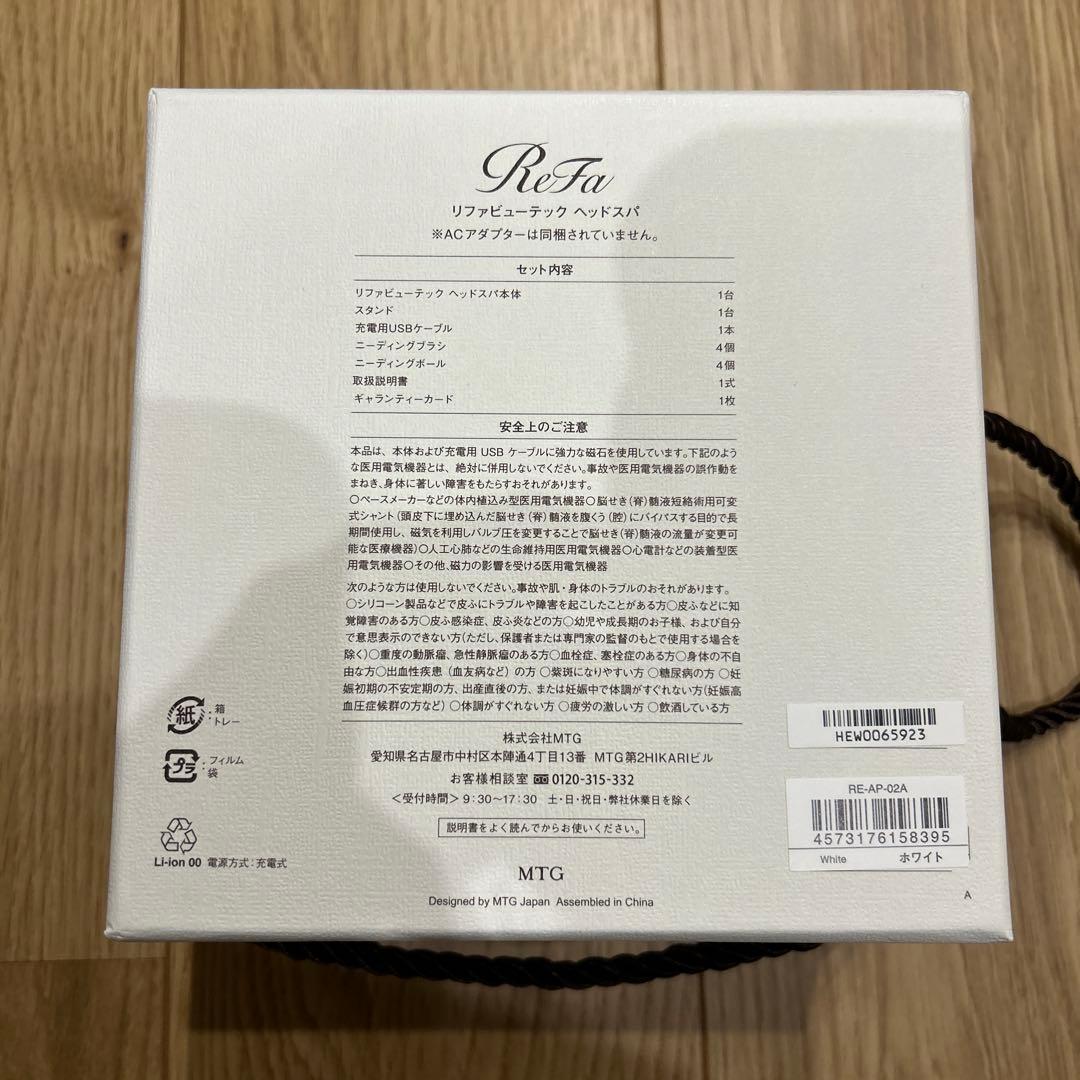 ReFa
リファビューテック ヘッドスパ
※ACアダプターは同梱されていません。
セット内容
リファビューテック ヘッドスパ本体 1台
スタンド 1台
充電用USBケーブル 1本
ニーディングブラシ 4個
ニーディングボール 4個
取扱説明書 1式
ギャランティーカード 1枚
安全上のご注意
本品は、本体および充電用 USB ケーブルに強力な磁石を使用しています。下記のよう
な医用電気機器とは、絶対に併用しないでください。事故や医用電気機器の誤作動を
まねき、身体に著しい障害をもたらすおそれがあります。
○ペースメーカーなどの体内植込み型医用電気機器○脳せき(脊)髄液短絡術用可変
式シャント(頭皮下に埋め込んだ脳せき(脊)髄液を腹くう(腔)にバイパスする目的で長
期間使用し、磁気を利用しバルブ圧を変更することで脳せき(脊)髄液の流量が変更可
能な医療機器)○人工心肺などの生命維持用医用電気機器○心電計などの装着型医
用電気機器○その他、磁力の影響を受ける医用電気機器
次のような方は使用しないでください。事故や肌・身体のトラブルのおそれがあります。
○シリコーン製品などで皮ふにトラブルや障害を起こしたことがある方○皮ふなどに知
覚障害のある方○皮ふ感染症、皮ふ炎などの方○幼児や成長期のお子様、および自分
で意思表示のできない方(ただし、保護者または専門家の監督のもとで使用する場合を
除く)○重度の動脈瘤、急性静脈瘤のある方○血栓症、塞栓症のある方○身体の不自
由な方○出血性疾患(血友病など)の方○紫斑になりやすい方○糖尿病の方○妊
娠初期の不安定期の方、出産直後の方、または妊娠中で体調がすぐれない方(妊娠高
血圧症候群の方など)○体調がすぐれない方○疲労の激しい方○飲酒している方
紙 箱
トレー
プラ フィルム
袋
Li-ion 00 電源方式:充電式
株式会社MTG
愛知県名古屋市中村区本陣通4丁目13番 MTG第2HIKARIビル
お客様相談室 0120-315-332
<受付時間>9:30~17:30 土・日・祝日・弊社休業日を除く
説明書をよく読んでからお使いください。
MTG
Designed by MTG Japan Assembled in China
HEW0065923
RE-AP-02A
4573176158395
White ホワイト
A